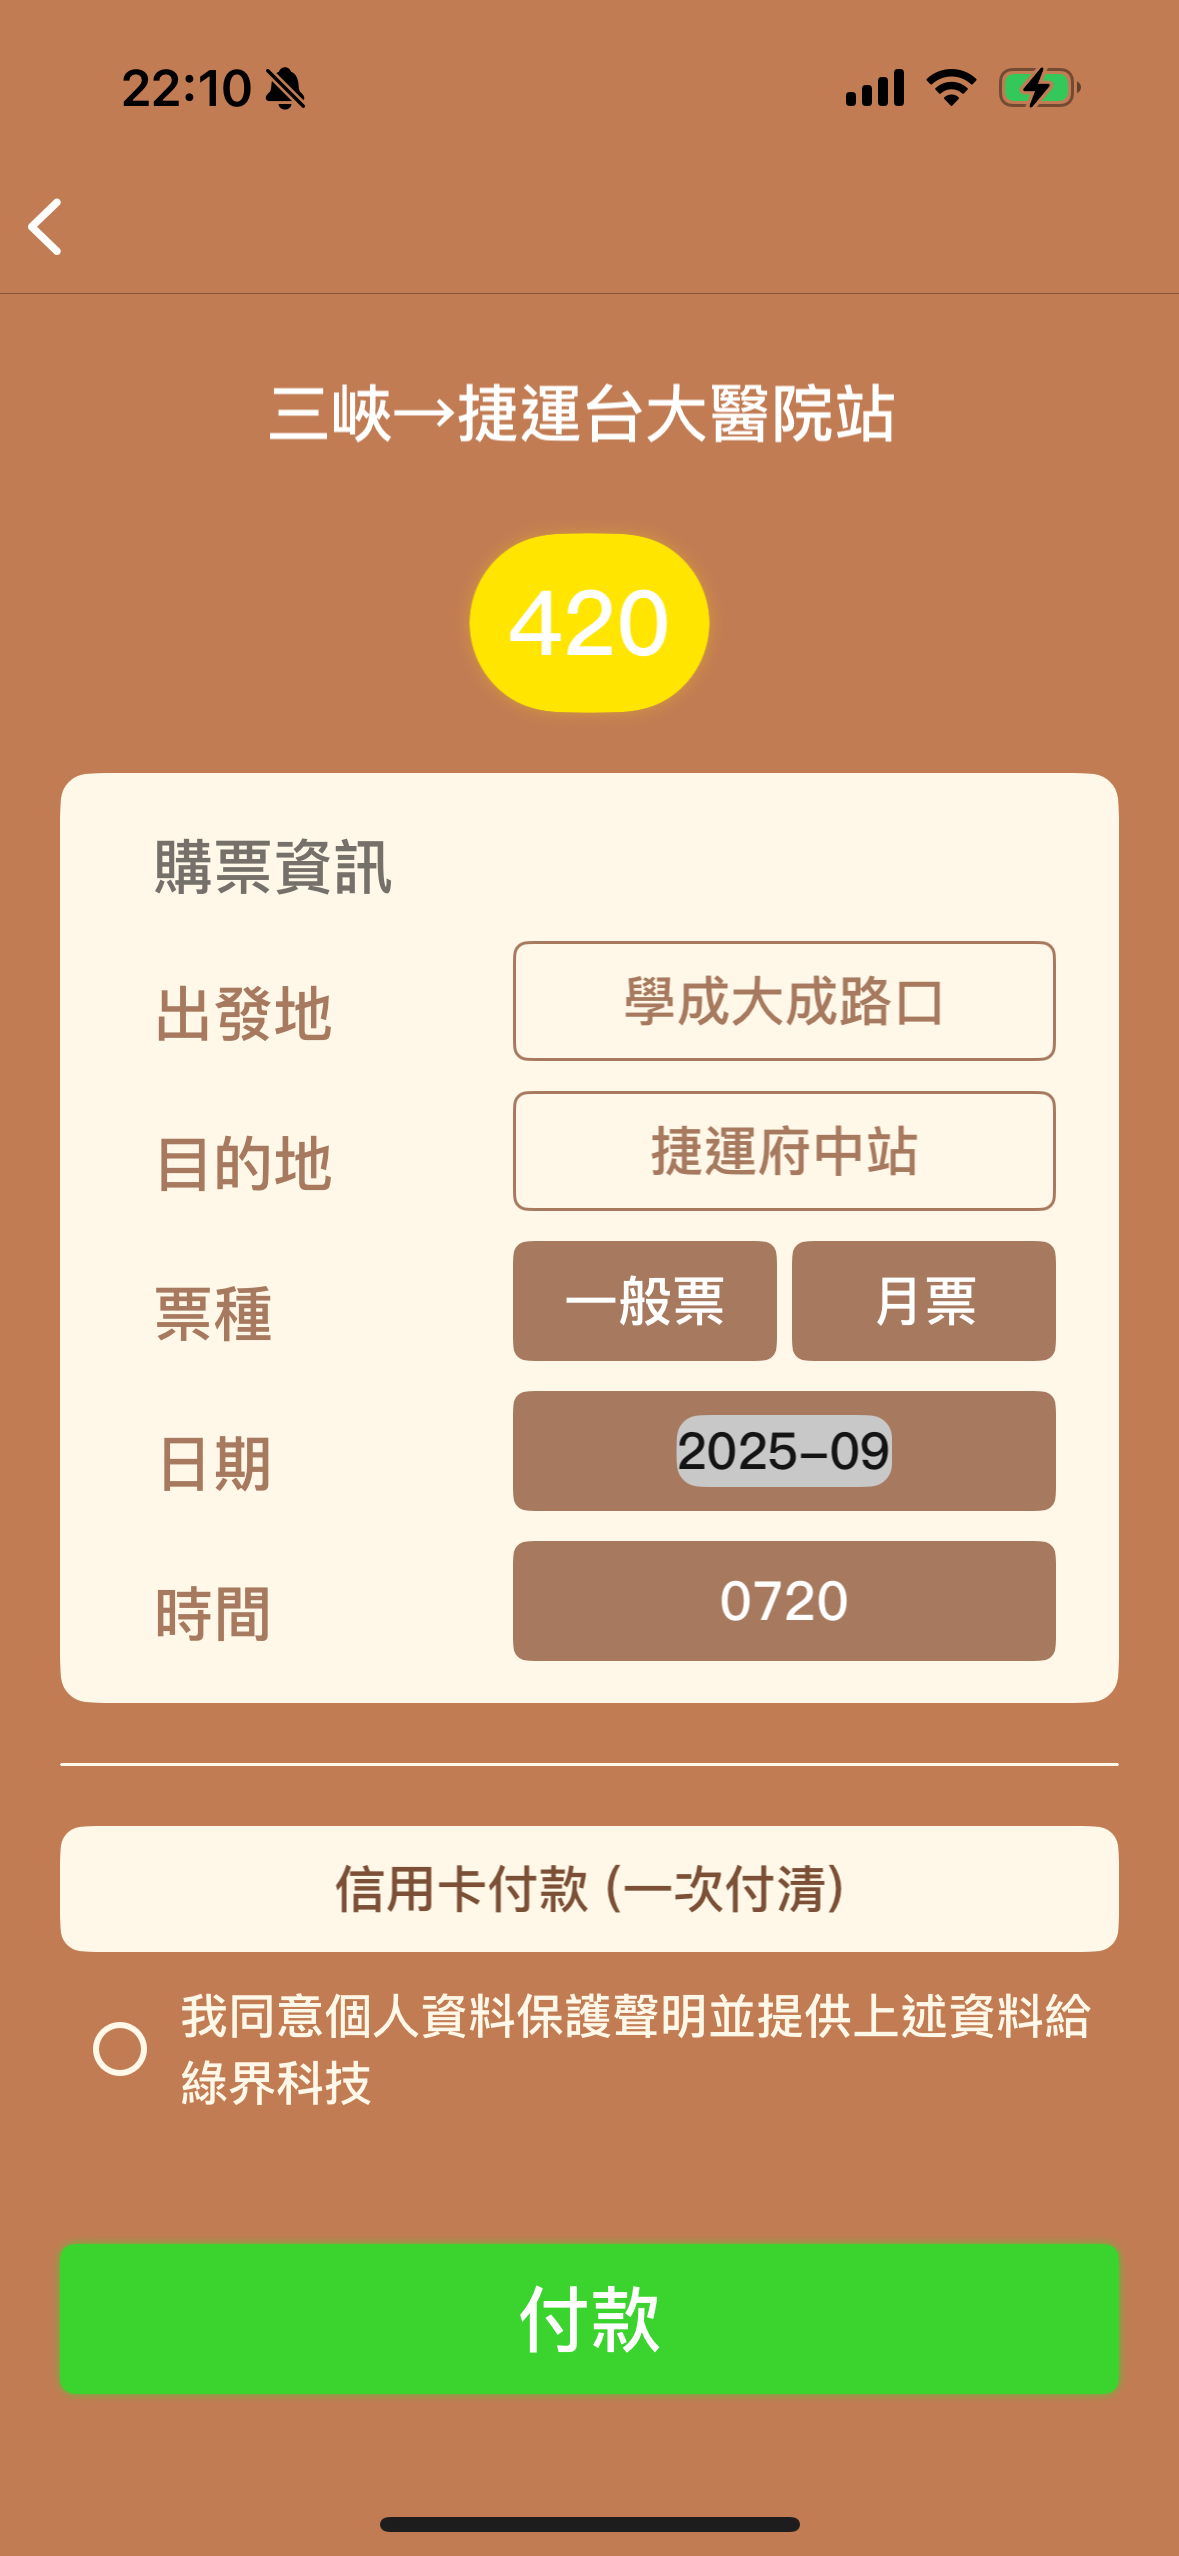 22:10
三峽→捷運台大醫院站
420
購票資訊
出發地 學成大成路口
目的地 捷運府中站
票種 一般票 月票
日期 2025-09
時間 0720
信用卡付款 (一次付清)
我同意個人資料保護聲明並提供上述資料給
綠界科技
付款